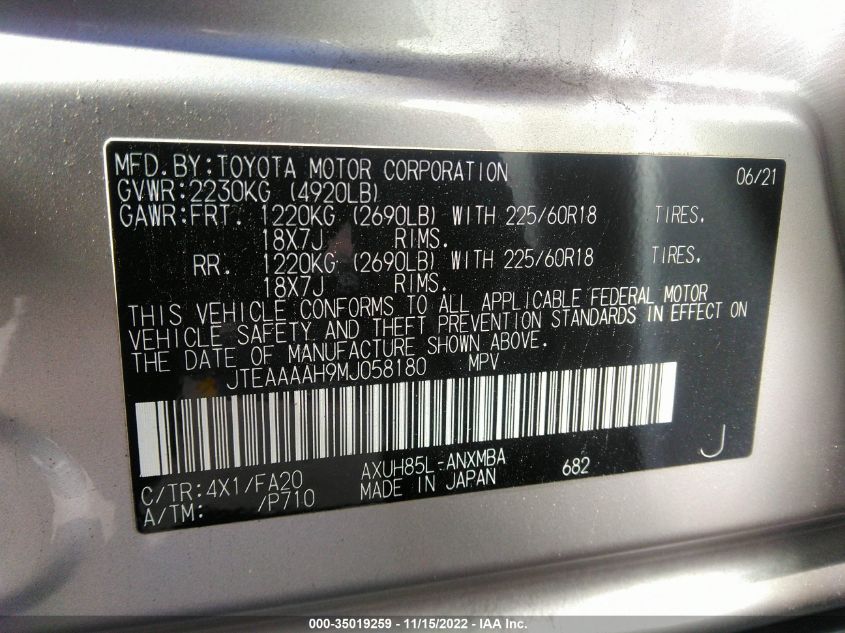 MFD.BY:TOYOTA MOTOR CORPORATION 06/21
GVWR:2230KG (4920LB)
GAWR:FRT. 1220KG (2690LB) WITH 225/60R18 TIRES.
18X7J RIMS.
RR. 1220KG (2690LB) WITH 225/60R18 TIRES.
18X7J RIMS.
THIS VEHICLE CONFORMS TO ALL APPLICABLE FEDERAL MOTOR
VEHICLE SAFETY AND THEFT PREVENTION STANDARDS IN EFFECT ON
THE DATE OF MANUFACTURE SHOWN ABOVE.
JTEAAAAH9MJ058180 MPV
C/TR:4X1/FA20 AXUH85L-ANXMBA 682 J
A/TM: /P710 MADE IN JAPAN
000-35019259 - 11/15/2022 - IAA Inc.